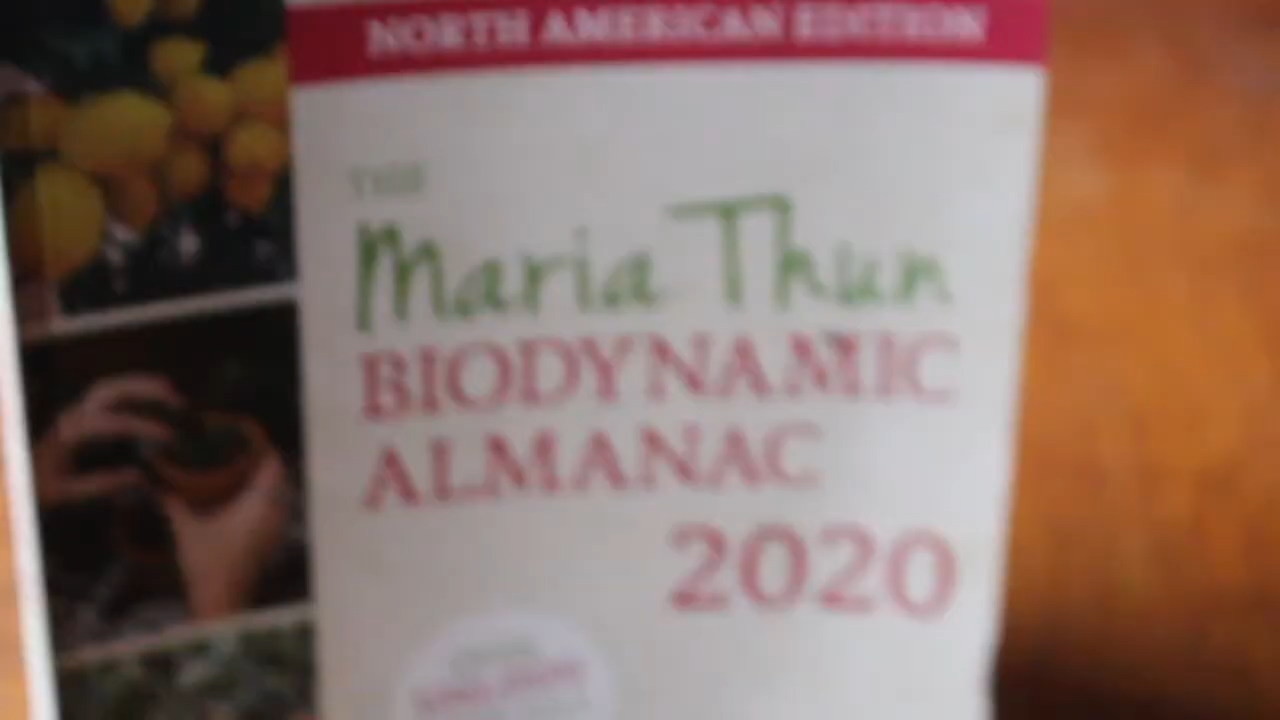 NORTH AMERICAN EDITION
THE
Maria Thun
BIODYNAMIC
ALMANAC
2020